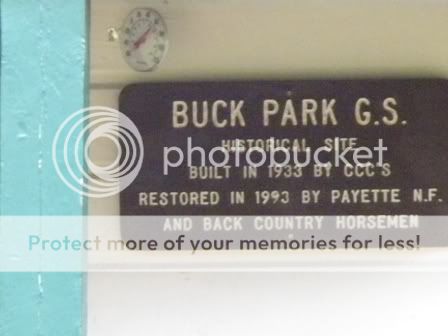 BUCK PARK G.S.
HISTORICAL SITE
photobucket
BUILT IN 1933 BY CCC'S
RESTORED IN 1993 BY PAYETTE N.F.
AND BACK COUNTRY HORSEMEN
Protect more of your memories for less!